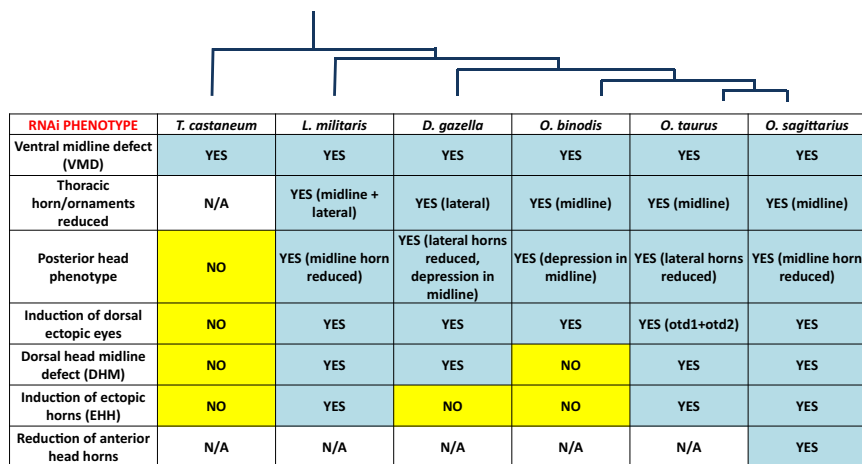 RNAi PHENOTYPE T. castaneum L. militaris D. gazella O. binodis O. taurus O. sagittarius
Ventral midline defect
(VMD)
YES YES YES YES YES YES
Thoracic
horn/ornaments
reduced
N/A
YES (midline +
lateral)
YES (lateral) YES (midline) YES (midline) YES (midline)
Posterior head
phenotype
NO
YES (midline horn
reduced)
YES (lateral horns
reduced,
depression in
midline)
YES (depression in
midline)
YES (lateral horns
reduced)
YES (midline horn
reduced)
Induction of dorsal
ectopic eyes
NO YES YES YES YES (otd1+otd2) YES
Dorsal head midline
defect (DHM)
NO YES YES NO YES YES
Induction of ectopic
horns (EHH)
NO YES NO NO YES YES
Reduction of anterior
head horns
N/A N/A N/A N/A N/A YES